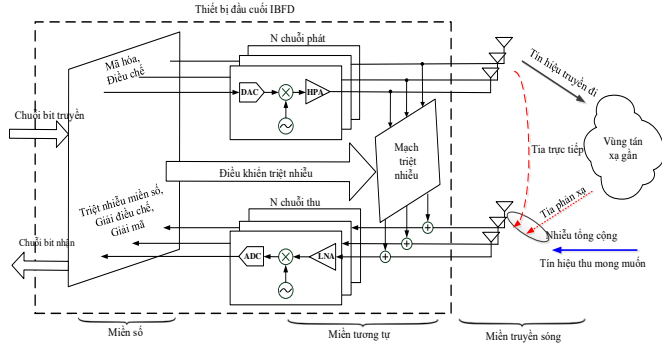 Thiết bị đầu cuối IBFD
N chuỗi phát
Mã hóa,
Điều chế
DAC
HPA
Tín hiệu truyền đi
Chuỗi bit truyền
Mạch
triệt
nhiễu
Vùng tán
xạ gần
Tia trực tiếp
Điều khiển triệt nhiễu
Triệt nhiễu miền số,
Giải điều chế,
Giải mã
N chuỗi thu
Tia phản xạ
Nhiễu tổng cộng
Chuỗi bit nhận
ADC
LNA
Tín hiệu thu mong muốn
Miền số
Miền tương tự
Miền truyền sóng